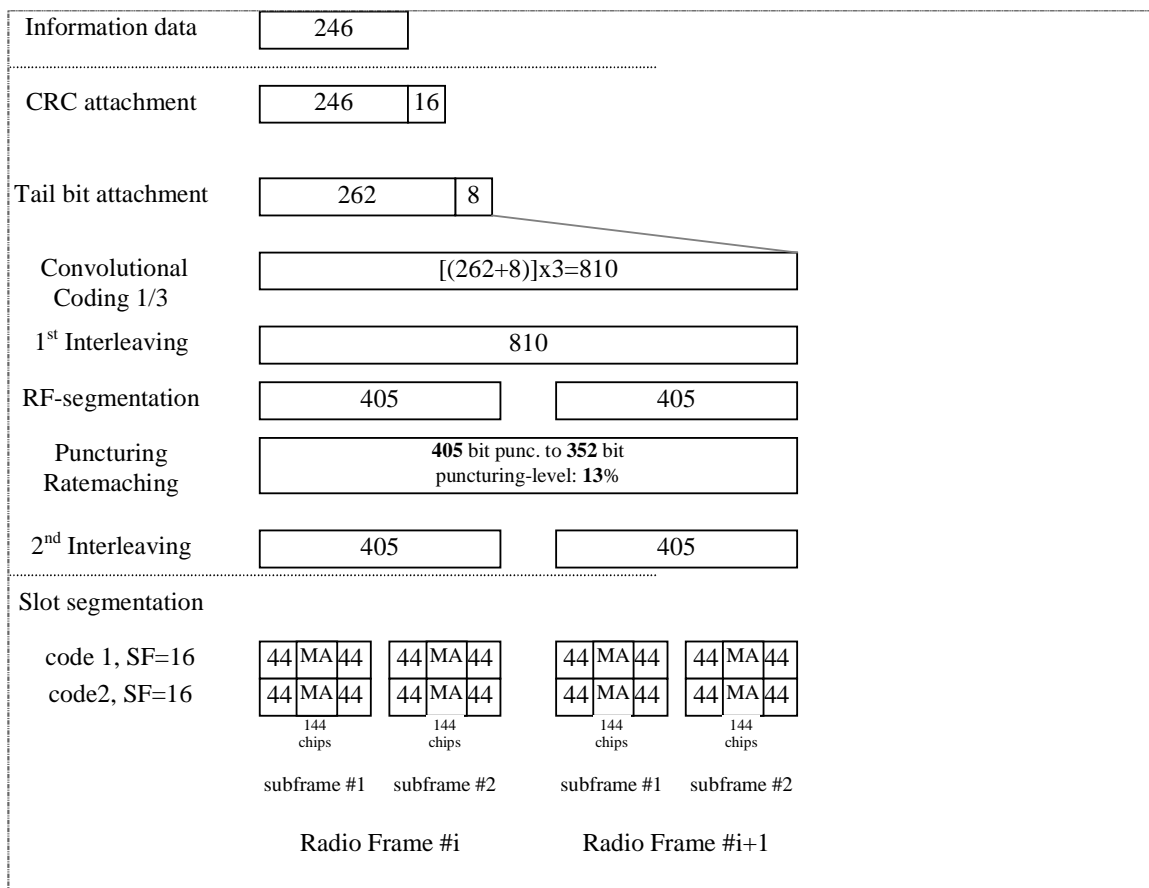 Information data 246
CRC attachment 246 16
Tail bit attachment 262 8
Convolutional
Coding 1/3
[(262+8)]x3=810
1st Interleaving 810
RF-segmentation 405 405
Puncturing
Ratemaching
405 bit punc. to 352 bit
puncturing-level: 13%
2nd Interleaving 405 405
Slot segmentation
code 1, SF=16 44 MA 44 44 MA 44 44 MA 44 44 MA 44
code2, SF=16 44 MA 44 44 MA 44 44 MA 44 44 MA 44
144 144 144 144
chips chips chips chips
subframe #1 subframe #2 subframe #1 subframe #2
Radio Frame #i Radio Frame #i+1